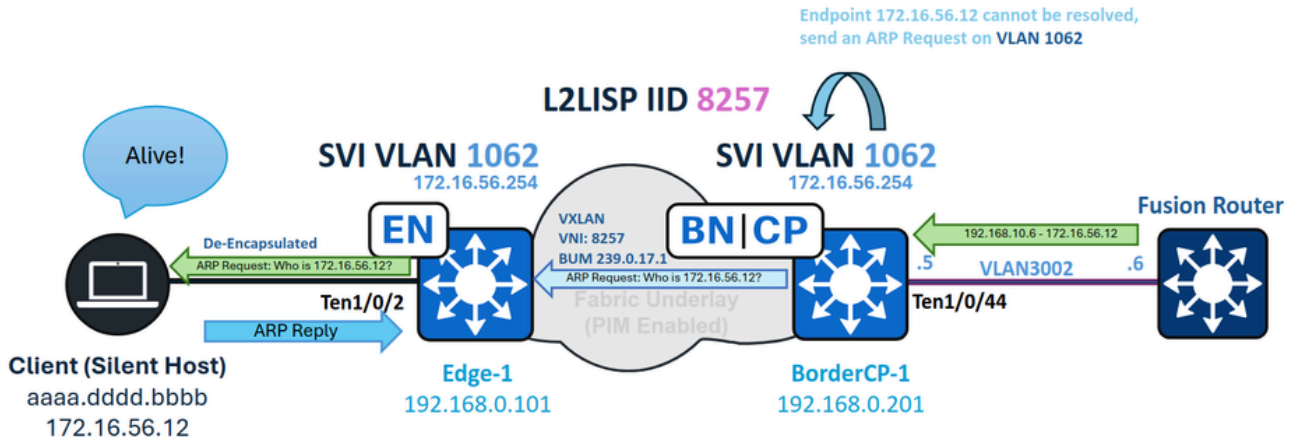 Endpoint 172.16.56.12 cannot be resolved,
send an ARP Request on VLAN 1062
L2LISP IID 8257
Alive!
SVI VLAN 1062
172.16.56.254
SVI VLAN 1062
172.16.56.254
Fusion Router
EN
VXLAN
VNI: 8257
BUM 239.0.17.1
BN|CP
192.168.10.6 - 172.16.56.12
De-Encapsulated
ARP Request: Who is 172.16.56.12?
ARP Request: Who is 172.16.56.12?
.5
VLAN3002
.6
Ten1/0/2
Fabric Underlay
(PIM Enabled)
Ten1/0/44
ARP Reply
Client (Silent Host)
aaaa.dddd.bbbb
172.16.56.12
Edge-1
192.168.0.101
BorderCP-1
192.168.0.201